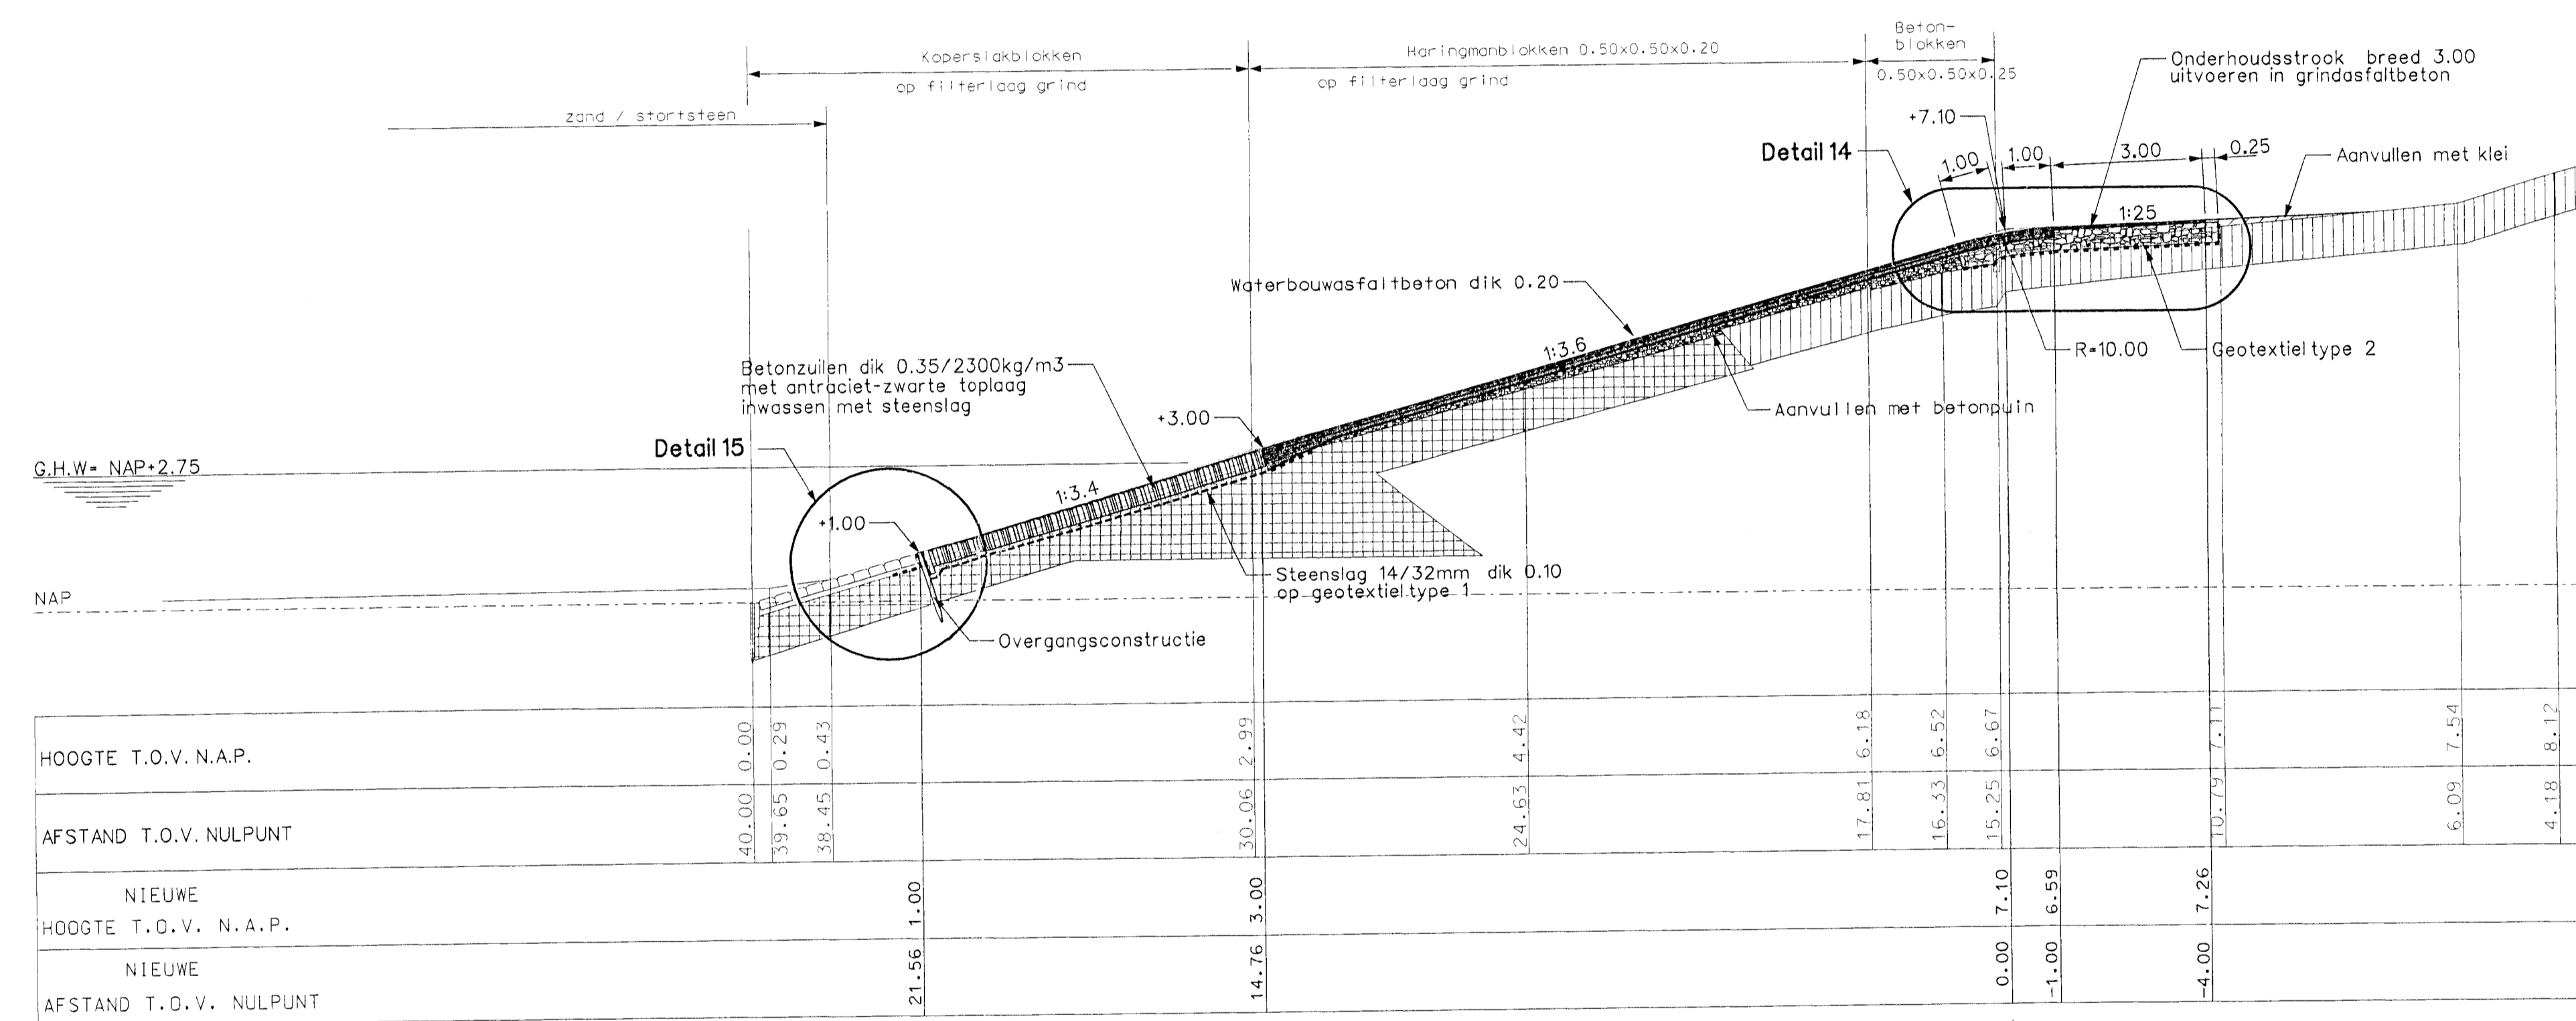 Koperslakblokken
op filterlaag grind
Haringmanblokken 0.50x0.50x0.20
op filterlaag grind
Beton-
blokken
0.50x0.50x0.25
zand / stortsteen
Onderhoudsstrook breed 3.00
uitvoeren in grindasfaltbeton
+7.10
Detail 14
1.00
1.00
3.00
0.25
Aanvullen met klei
1:25
Waterbouwasfaltbeton dik 0.20
1:3.6
R=10.00
Geotextiel type 2
Betonzuilen dik 0.35/2300kg/m3
met antraciet-zwarte toplaag
inwassen met steenslag
Aanvullen met betonpuin
+3.00
Detail 15
G.H.W= NAP+2.75
1:3.4
+1.00
Steenslag 14/32mm dik 0.10
op geotextiel type 1
NAP
Overgangsconstructie
HOOGTE T.O.V. N.A.P.
0.00 0.29 0.43 2.99 4.42 6.18 6.52 6.67 7.11 7.54 8.12
AFSTAND T.O.V. NULPUNT
40.00 39.65 38.45 30.06 24.63 17.81 16.33 15.25 10.79 6.09 4.18
NIEUWE
HOOGTE T.O.V. N.A.P.
1.00 3.00 7.10 6.59 7.26
NIEUWE
AFSTAND T.O.V. NULPUNT
21.56 14.76 0.00 -1.00 -4.00